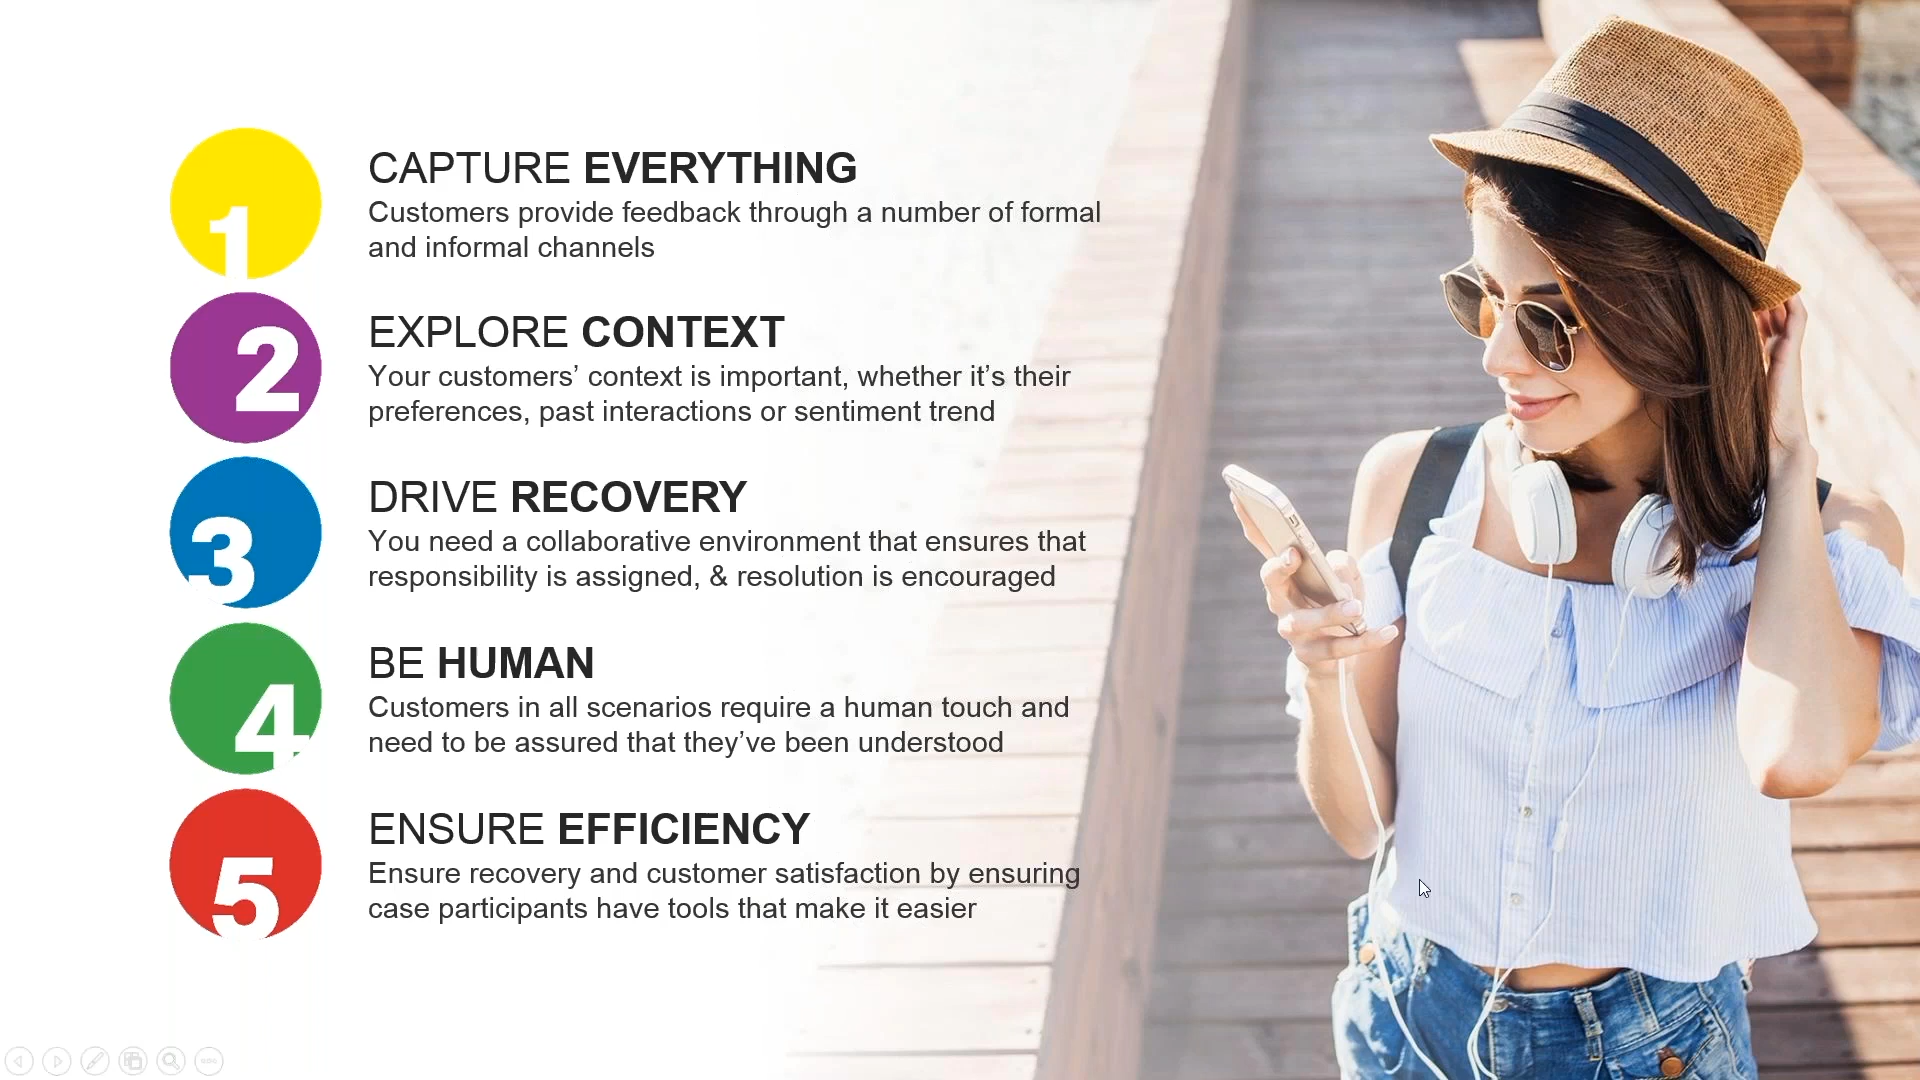 1
CAPTURE EVERYTHING
Customers provide feedback through a number of formal
and informal channels
2
EXPLORE CONTEXT
Your customers’ context is important, whether it’s their
preferences, past interactions or sentiment trend
3
DRIVE RECOVERY
You need a collaborative environment that ensures that
responsibility is assigned, & resolution is encouraged
4
BE HUMAN
Customers in all scenarios require a human touch and
need to be assured that they’ve been understood
5
ENSURE EFFICIENCY
Ensure recovery and customer satisfaction by ensuring
case participants have tools that make it easier